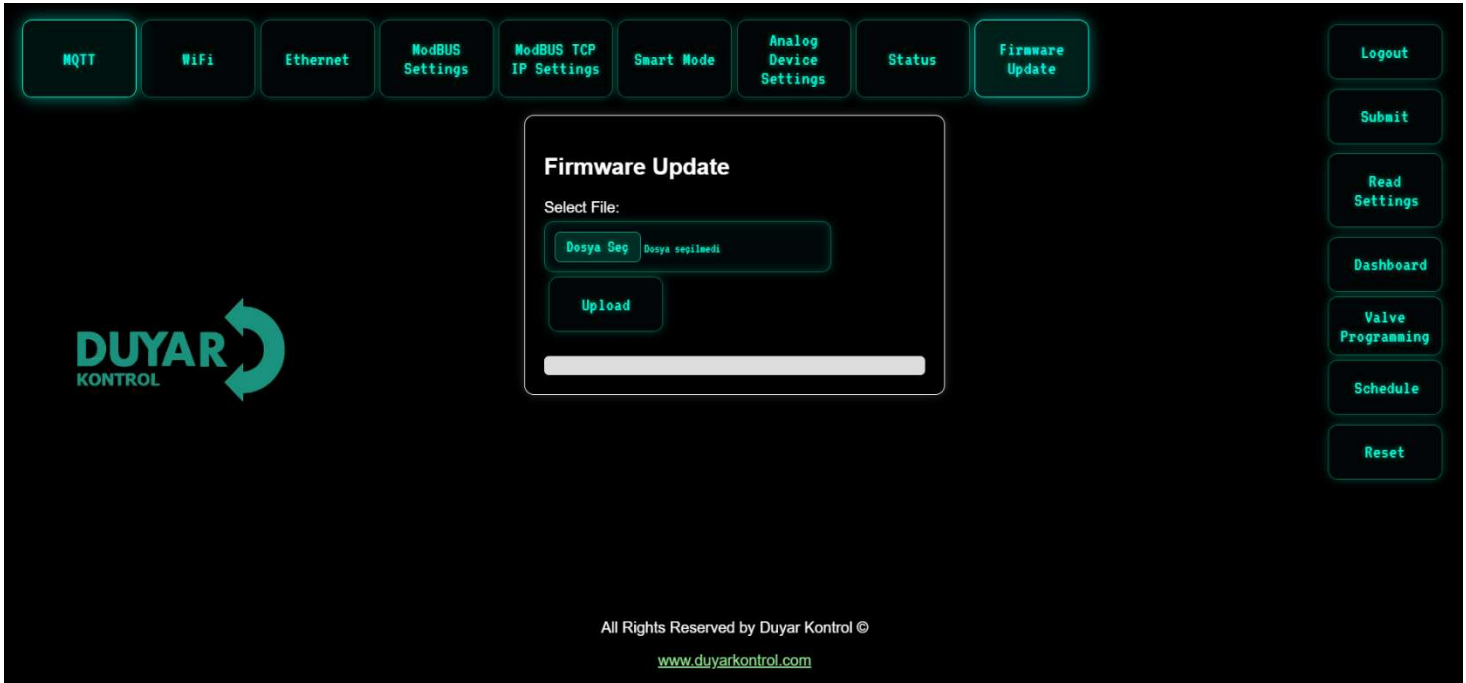 MQTT
WiFi
Ethernet
ModBUS
Settings
ModBUS TCP
IP Settings
Smart Mode
Analog
Device
Settings
Status
Firmware
Update
Logout
Submit
Read
Settings
Dashboard
Valve
Programming
Schedule
Reset
Firmware Update
Select File:
Dosya Seç Dosya seçilmedi
Upload
DUYAR
KONTROL
All Rights Reserved by Duyar Kontrol ©
www.duyarkontrol.com